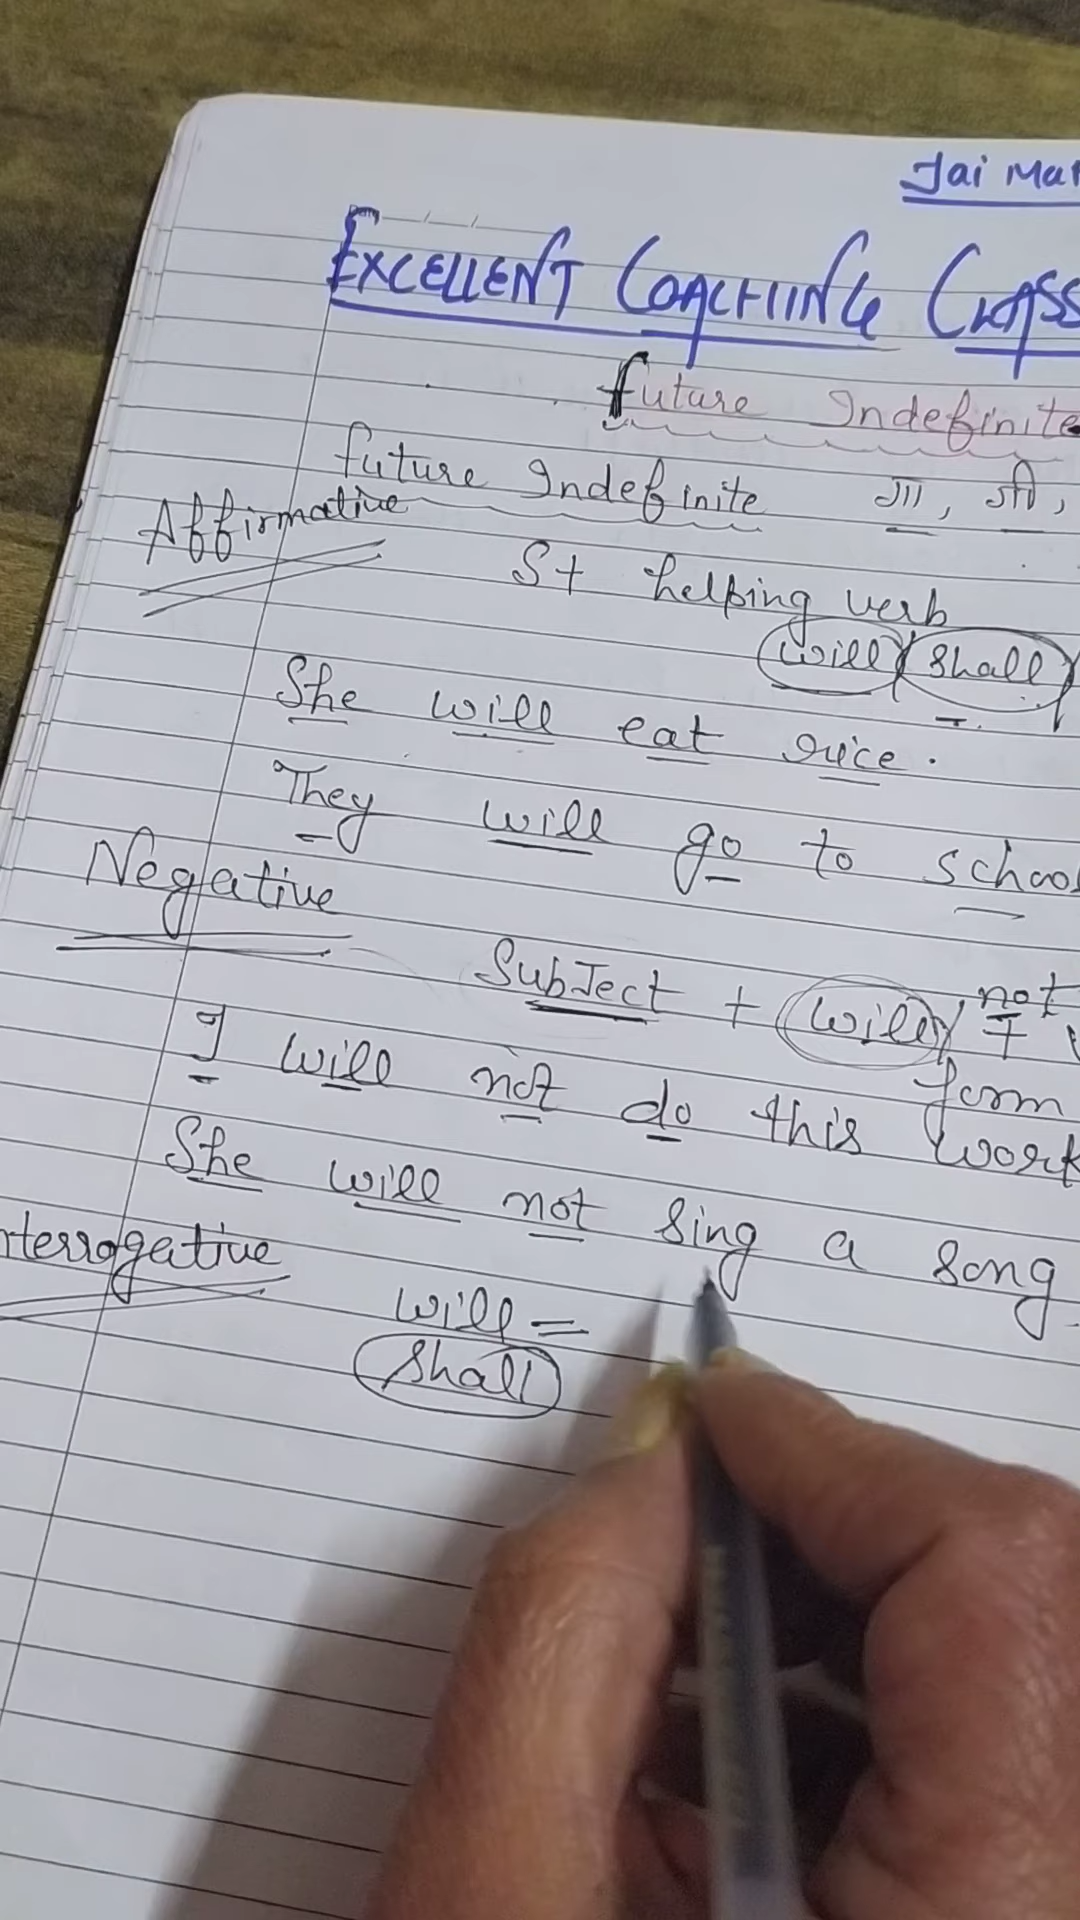 Jai Mat
EXCELLENT COACHING CLASS
Future Indefinite
Future Indefinite गा, गी,
Affirmative
S+ helping verb
will/shall
She will eat rice.
They will go to school
Negative
Subject + will/ not
+
form
I will not do this work
She will not sing a song.
nterrogative
will =
Shall